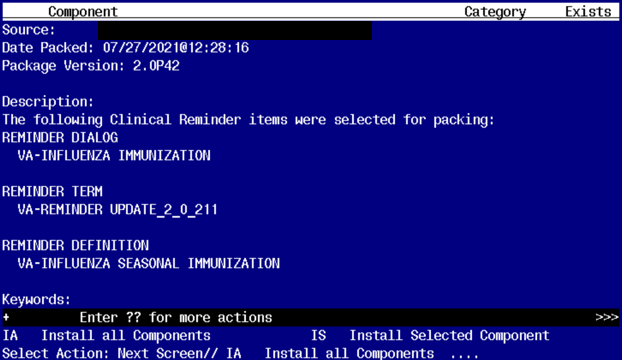 Component Category Exists
Source:
Date Packed: 07/27/2021@12:28:16
Package Version: 2.0P42
Description:
The following Clinical Reminder items were selected for packing:
REMINDER DIALOG
VA-INFLUENZA IMMUNIZATION
REMINDER TERM
VA-REMINDER UPDATE_2_0_211
REMINDER DEFINITION
VA-INFLUENZA SEASONAL IMMUNIZATION
Keywords:
+ Enter ?? for more actions >>>
IA Install all Components IS Install Selected Component
Select Action: Next Screen// IA Install all Components ....